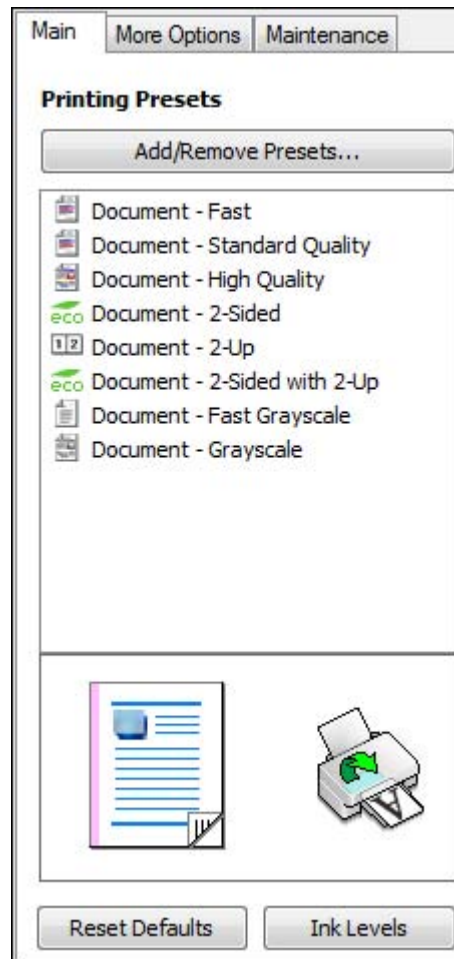 Main More Options Maintenance
Printing Presets
Add/Remove Presets...
Document - Fast
Document - Standard Quality
Document - High Quality
eco Document - 2-Sided
1 2 Document - 2-Up
eco Document - 2-Sided with 2-Up
Document - Fast Grayscale
Document - Grayscale
A
Reset Defaults Ink Levels